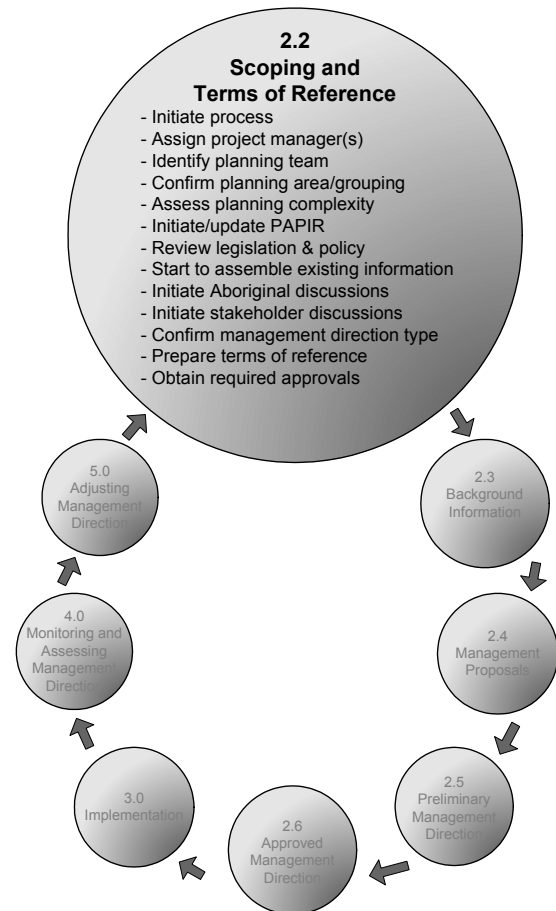 2.2
Scoping and
Terms of Reference
- Initiate process
- Assign project manager(s)
- Identify planning team
- Confirm planning area/grouping
- Assess planning complexity
- Initiate/update PAPIR
- Review legislation & policy
- Start to assemble existing information
- Initiate Aboriginal discussions
- Initiate stakeholder discussions
- Confirm management direction type
- Prepare terms of reference
- Obtain required approvals
2.3
Background
Information
2.4
Management
Proposals
2.5
Preliminary
Management
Direction
2.6
Approved
Management
Direction
3.0
Implementation
4.0
Monitoring and
Assessing
Management
Direction
5.0
Adjusting
Management
Direction